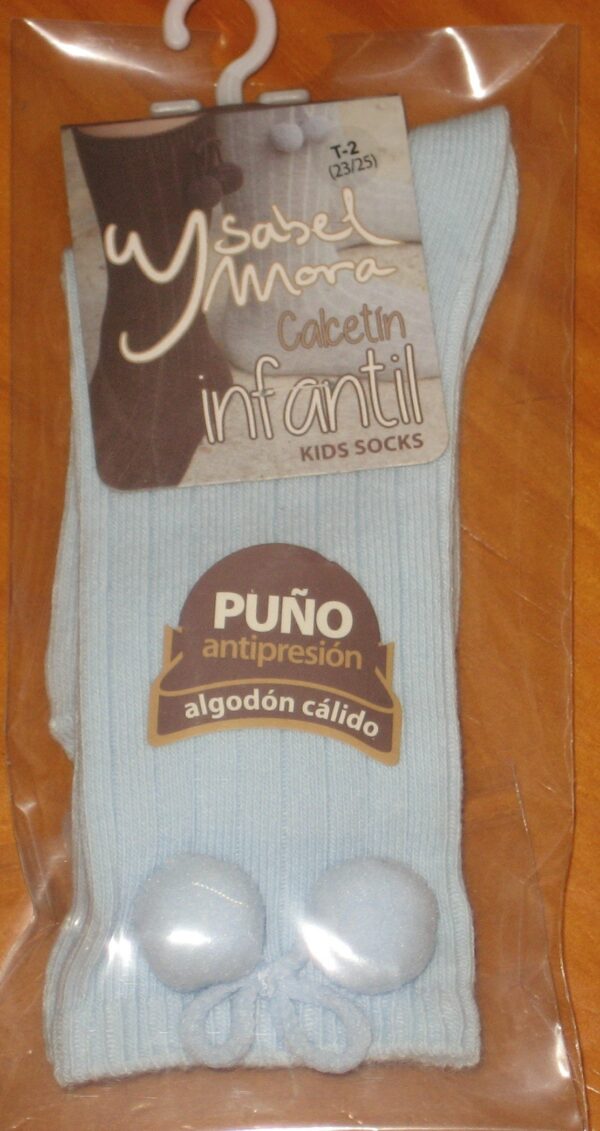 T-2
(23/25)
Ysabel
Mora
Calcetín
infantil
KIDS SOCKS
PUÑO
antipresión
algodón cálido